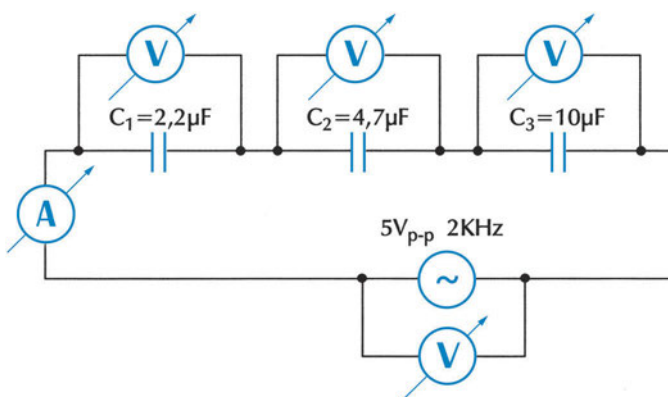 V V V
C₁=2,2µF C₂=4,7µF C₃=10µF
A
5Vp-p 2KHz
~
V